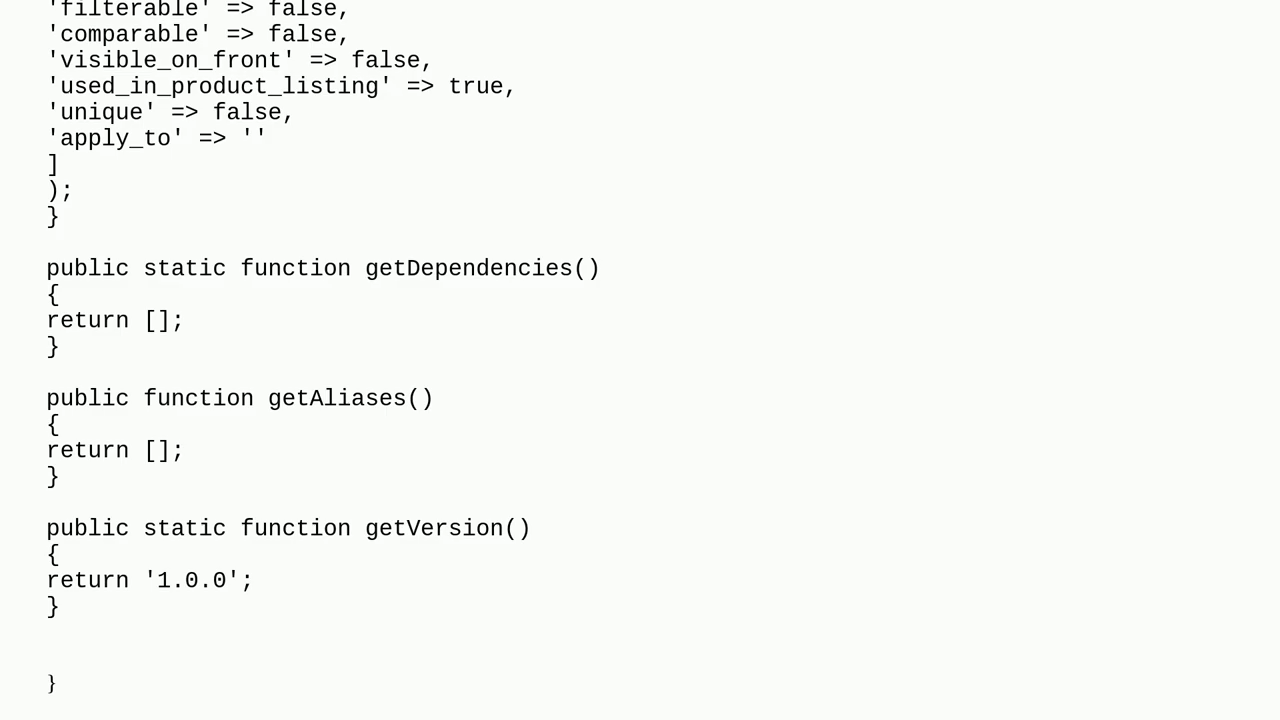 'filterable' => false,
'comparable' => false,
'visible_on_front' => false,
'used_in_product_listing' => true,
'unique' => false,
'apply_to' => ''
]
);
}
public static function getDependencies()
{
return [];
}
public function getAliases()
{
return [];
}
public static function getVersion()
{
return '1.0.0';
}
}